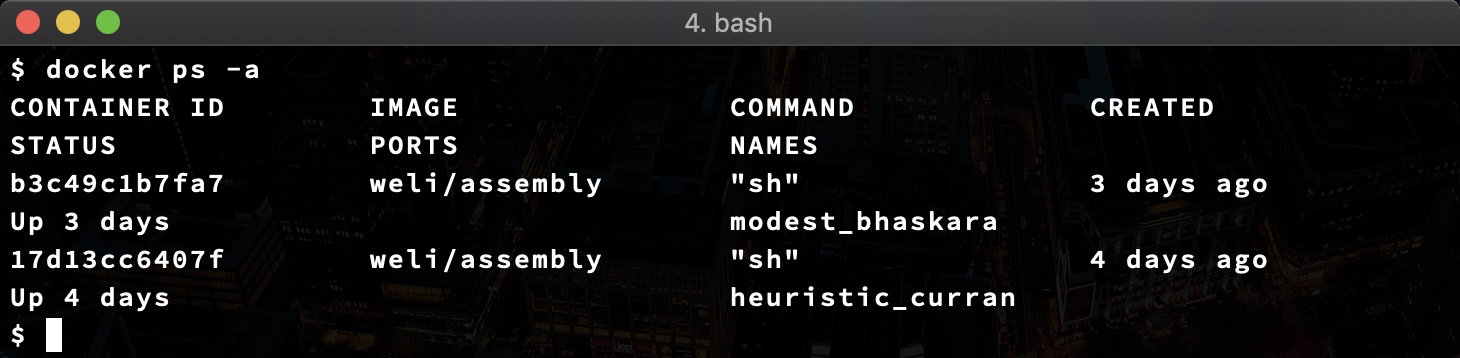 4. bash
$ docker ps -a
CONTAINER ID        IMAGE               COMMAND             CREATED
STATUS              PORTS               NAMES
b3c49c1b7fa7        weli/assembly       "sh"                3 days ago
Up 3 days                               modest_bhaskara
17d13cc6407f        weli/assembly       "sh"                4 days ago
Up 4 days                               heuristic_curran
$